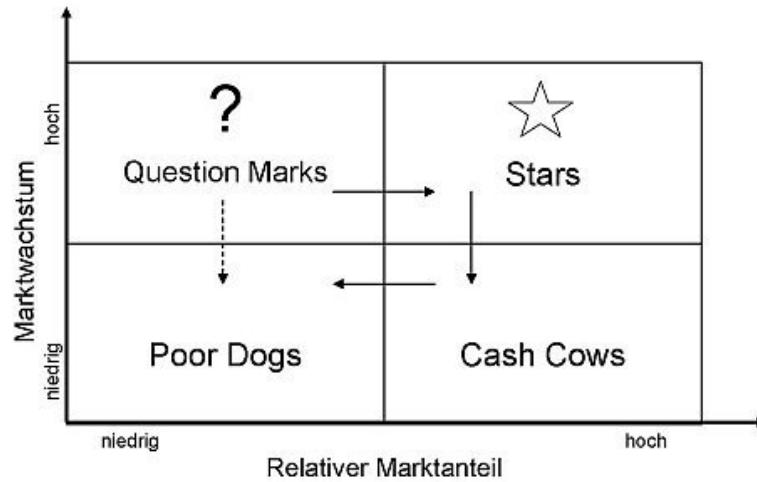 ?
Question Marks
Stars
Poor Dogs
Cash Cows
Marktwachstum
hoch
niedrig
niedrig
hoch
Relativer Marktanteil